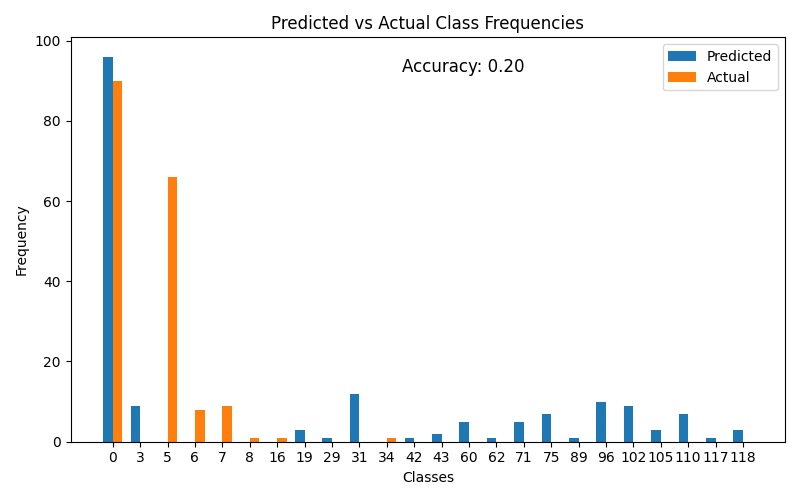 Predicted vs Actual Class Frequencies
Accuracy: 0.20
Predicted
Actual
Frequency
100
80
60
40
20
0
0 3 5 6 7 8 16 19 29 31 34 42 43 60 62 71 75 89 96 102 105 110 117 118
Classes